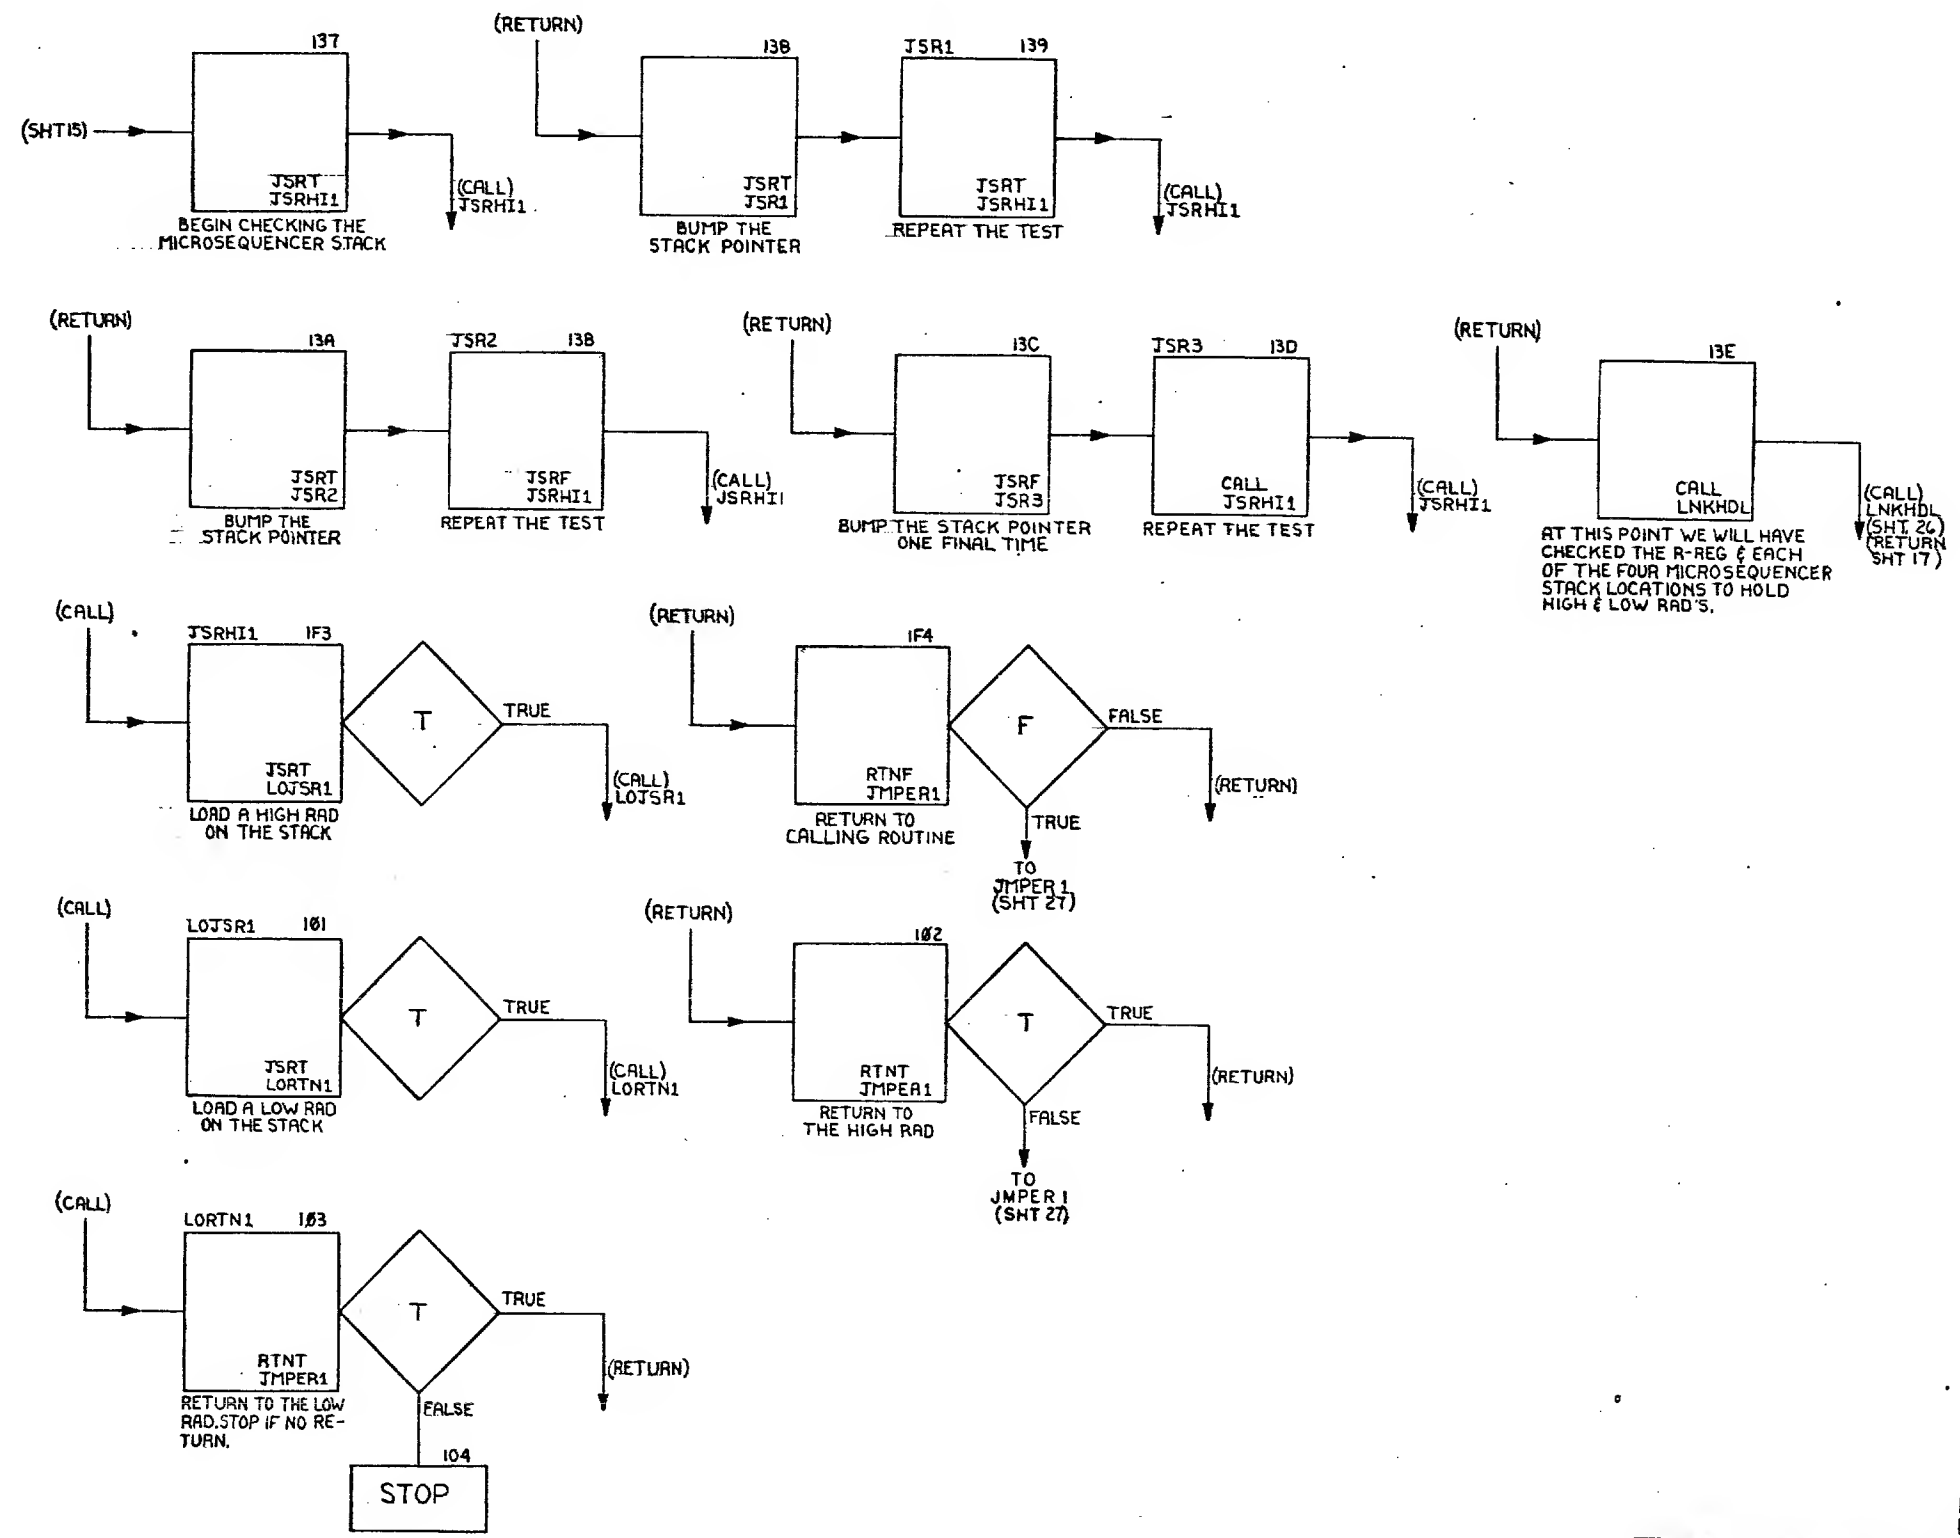 137
(SHT15)
JSRT
JSRHI1
BEGIN CHECKING THE
MICROSEQUENCER STACK
(CALL)
JSRHI1
(RETURN)
138
JSRT
JSR1
BUMP THE
STACK POINTER
JSR1 139
JSRT
JSRHI1
REPEAT THE TEST
(CALL)
JSRHI1
(RETURN)
13A
JSRT
JSR2
BUMP THE
STACK POINTER
JSR2 13B
JSRF
JSRHI1
REPEAT THE TEST
(CALL)
JSRHI1
(RETURN)
13C
JSRF
JSR3
BUMP THE STACK POINTER
ONE FINAL TIME
JSR3 13D
CALL
JSRHI1
REPEAT THE TEST
(CALL)
JSRHI1
(RETURN)
13E
CALL
LNKHDL
AT THIS POINT WE WILL HAVE
CHECKED THE R-REG & EACH
OF THE FOUR MICROSEQUENCER
STACK LOCATIONS TO HOLD
HIGH & LOW RAD'S.
(CALL)
LNKHDL
(SHT. 26)
(RETURN
SHT 17)
(CALL)
JSRHI1 1F3
JSRT
LOJSR1
LOAD A HIGH RAD
ON THE STACK
T
TRUE
(CALL)
LOJSR1
(RETURN)
1F4
RTNF
JMPER1
RETURN TO
CALLING ROUTINE
F
FALSE
(RETURN)
TRUE
TO
JMPER 1
(SHT 27)
(CALL)
LOJSR1 101
JSRT
LORTN1
LOAD A LOW RAD
ON THE STACK
T
TRUE
(CALL)
LORTN1
(RETURN)
102
RTNT
JMPER1
RETURN TO
THE HIGH RAD
T
TRUE
(RETURN)
FALSE
TO
JMPER 1
(SHT 27)
(CALL)
LORTN1 103
RTNT
JMPER1
RETURN TO THE LOW
RAD. STOP IF NO RE-
TURN.
T
TRUE
(RETURN)
FALSE
104
STOP